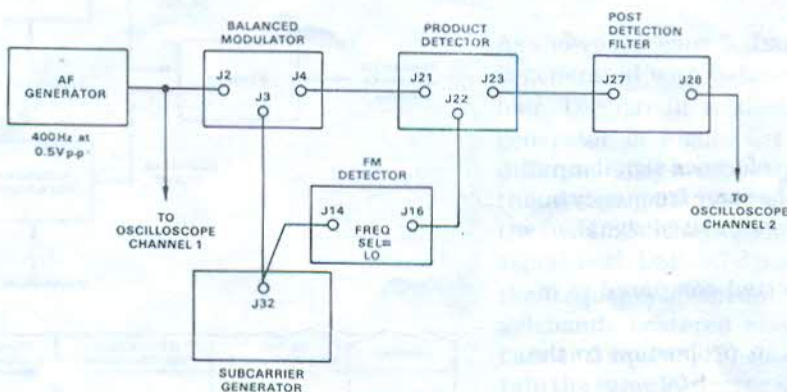 BALANCED
MODULATOR
PRODUCT
DETECTOR
POST
DETECTION
FILTER
AF
GENERATOR
J2
J4
J3
J21
J23
J22
J27
J28
400Hz at
0.5Vp-p
TO
OSCILLOSCOPE
CHANNEL 1
FM
DETECTOR
J14
J16
FREQ
SEL=
LO
TO
OSCILLOSCOPE
CHANNEL 2
J32
SUBCARRIER
GENERATOR